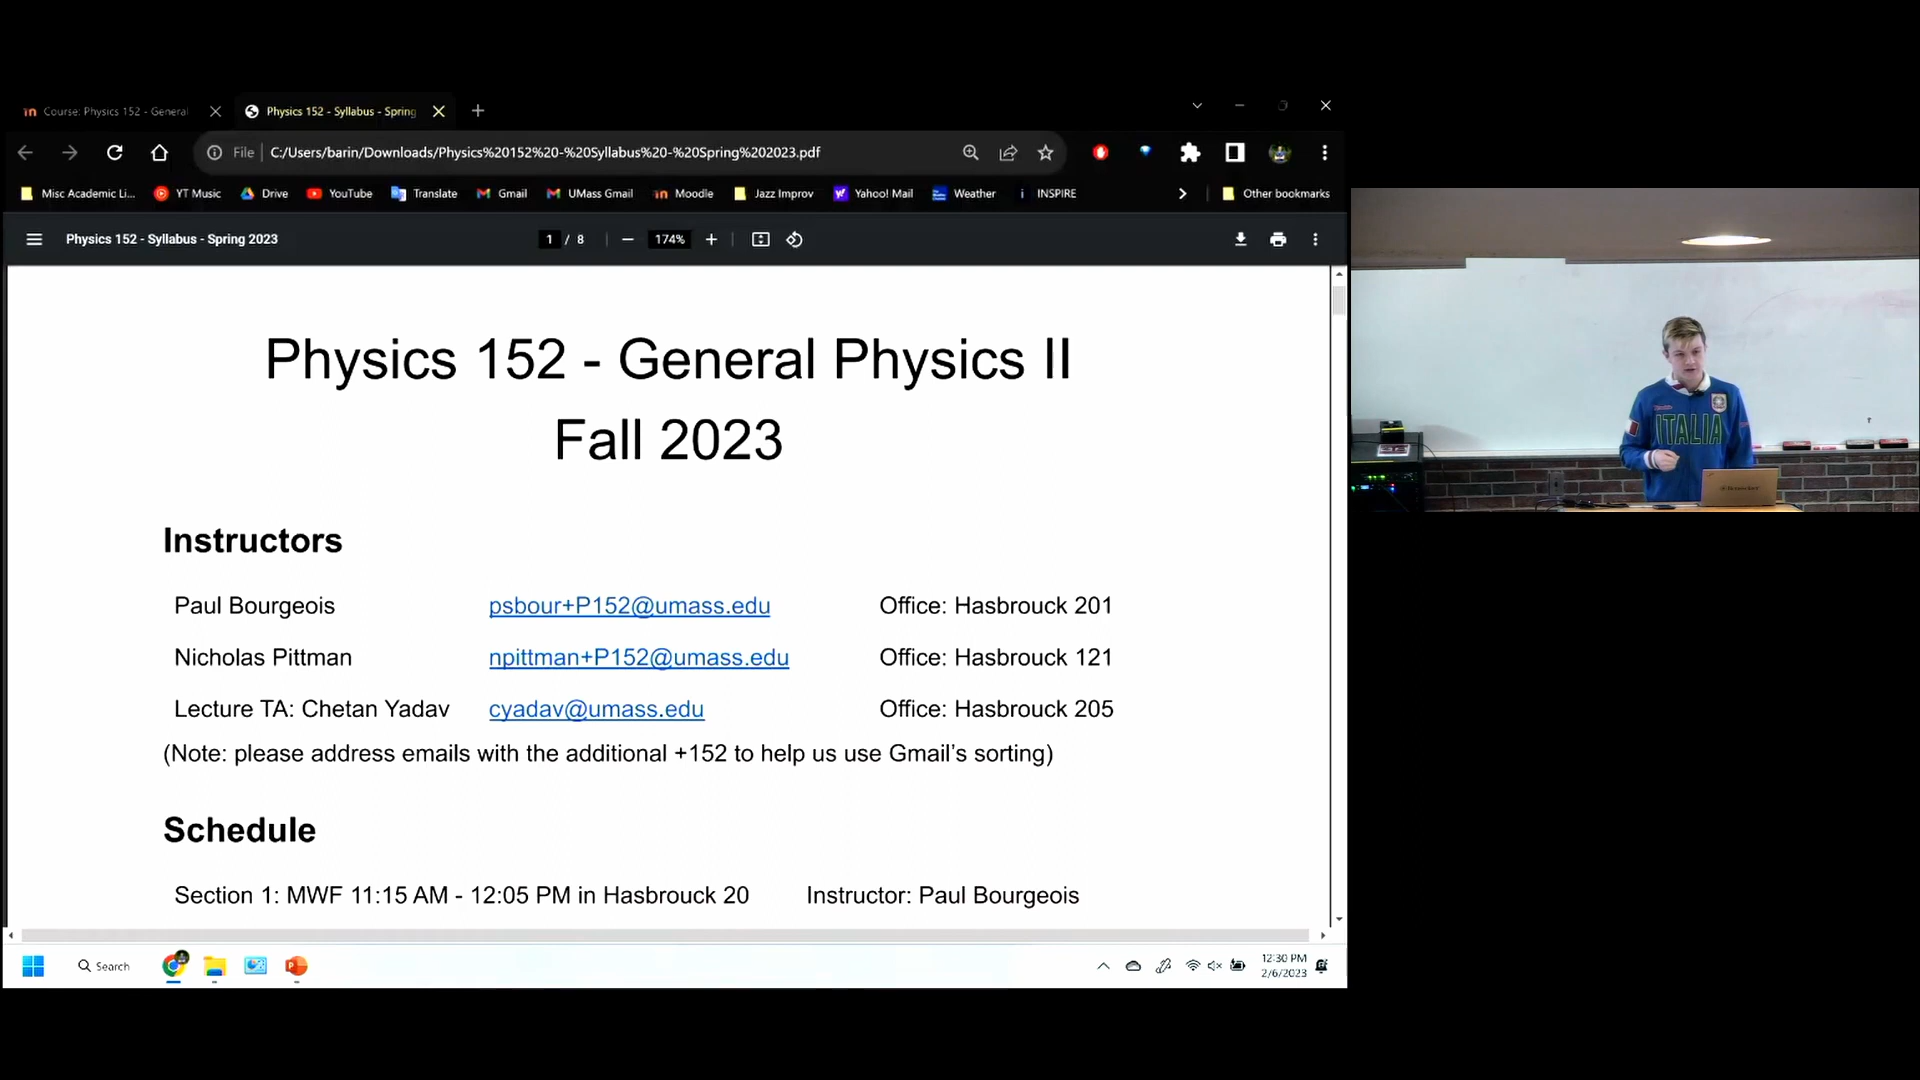 Course: Physics 152 - General
Physics 152 - Syllabus - Spring
File
C:/Users/barin/Downloads/Physics%20152%20-%20Syllabus%20-%20Spring%202023.pdf
Misc Academic Li... YT Music Drive YouTube Translate Gmail UMass Gmail Moodle Jazz Improv Yahoo! Mail Weather INSPIRE Other bookmarks
Physics 152 - Syllabus - Spring 2023 1 / 8 174%
Physics 152 - General Physics II
Fall 2023
Instructors
Paul Bourgeois psbour+P152@umass.edu Office: Hasbrouck 201
Nicholas Pittman npittman+P152@umass.edu Office: Hasbrouck 121
Lecture TA: Chetan Yadav cyadav@umass.edu Office: Hasbrouck 205
(Note: please address emails with the additional +152 to help us use Gmail's sorting)
Schedule
Section 1: MWF 11:15 AM - 12:05 PM in Hasbrouck 20 Instructor: Paul Bourgeois
Search
12:30 PM
2/6/2023
ITALIA